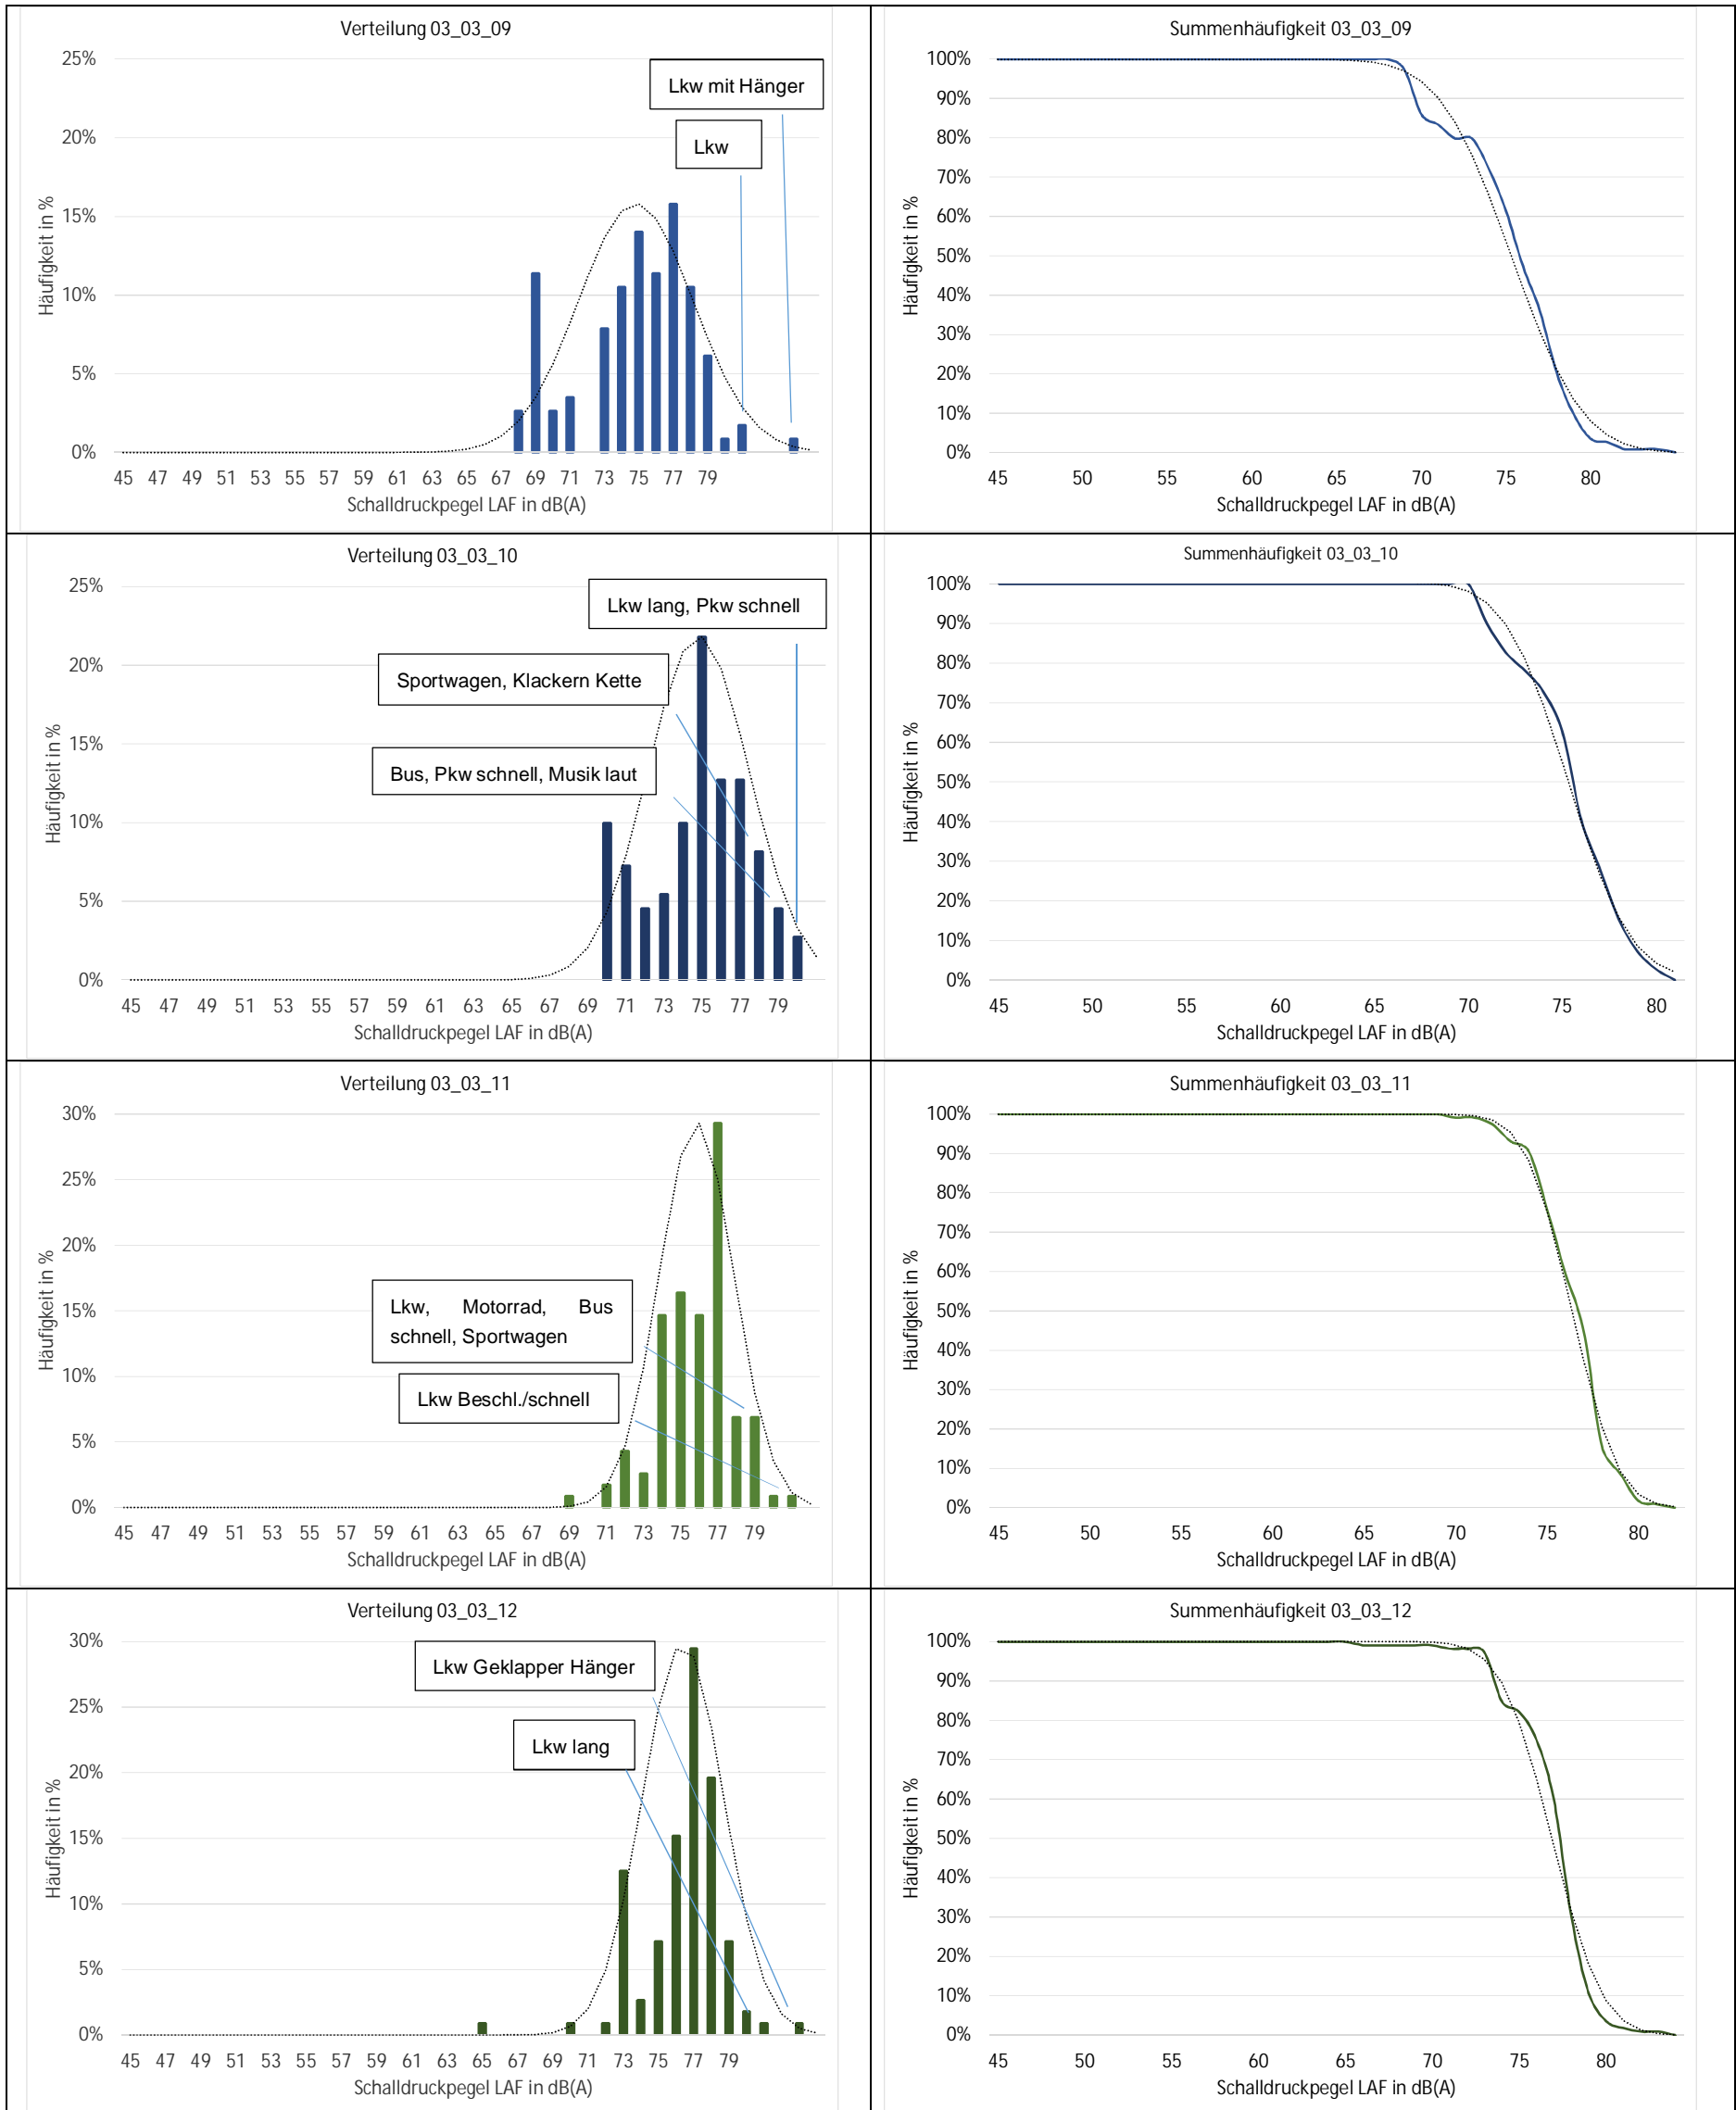 Verteilung 03_03_09
25%
20%
15%
10%
5%
0%
Häufigkeit in %
Lkw mit Hänger
Lkw
45 47 49 51 53 55 57 59 61 63 65 67 69 71 73 75 77 79
Schalldruckpegel LAF in dB(A)
Summenhäufigkeit 03_03_09
100%
90%
80%
70%
60%
50%
40%
30%
20%
10%
0%
Häufigkeit in %
45 50 55 60 65 70 75 80
Schalldruckpegel LAF in dB(A)
Verteilung 03_03_10
25%
20%
15%
10%
5%
0%
Häufigkeit in %
Lkw lang, Pkw schnell
Sportwagen, Klackern Kette
Bus, Pkw schnell, Musik laut
45 47 49 51 53 55 57 59 61 63 65 67 69 71 73 75 77 79
Schalldruckpegel LAF in dB(A)
Summenhäufigkeit 03_03_10
100%
90%
80%
70%
60%
50%
40%
30%
20%
10%
0%
Häufigkeit in %
45 50 55 60 65 70 75 80
Schalldruckpegel LAF in dB(A)
Verteilung 03_03_11
30%
25%
20%
15%
10%
5%
0%
Häufigkeit in %
Lkw, Motorrad, Bus
schnell, Sportwagen
Lkw Beschl./schnell
45 47 49 51 53 55 57 59 61 63 65 67 69 71 73 75 77 79
Schalldruckpegel LAF in dB(A)
Summenhäufigkeit 03_03_11
100%
90%
80%
70%
60%
50%
40%
30%
20%
10%
0%
Häufigkeit in %
45 50 55 60 65 70 75 80
Schalldruckpegel LAF in dB(A)
Verteilung 03_03_12
30%
25%
20%
15%
10%
5%
0%
Häufigkeit in %
Lkw Geklapper Hänger
Lkw lang
45 47 49 51 53 55 57 59 61 63 65 67 69 71 73 75 77 79
Schalldruckpegel LAF in dB(A)
Summenhäufigkeit 03_03_12
100%
90%
80%
70%
60%
50%
40%
30%
20%
10%
0%
Häufigkeit in %
45 50 55 60 65 70 75 80
Schalldruckpegel LAF in dB(A)